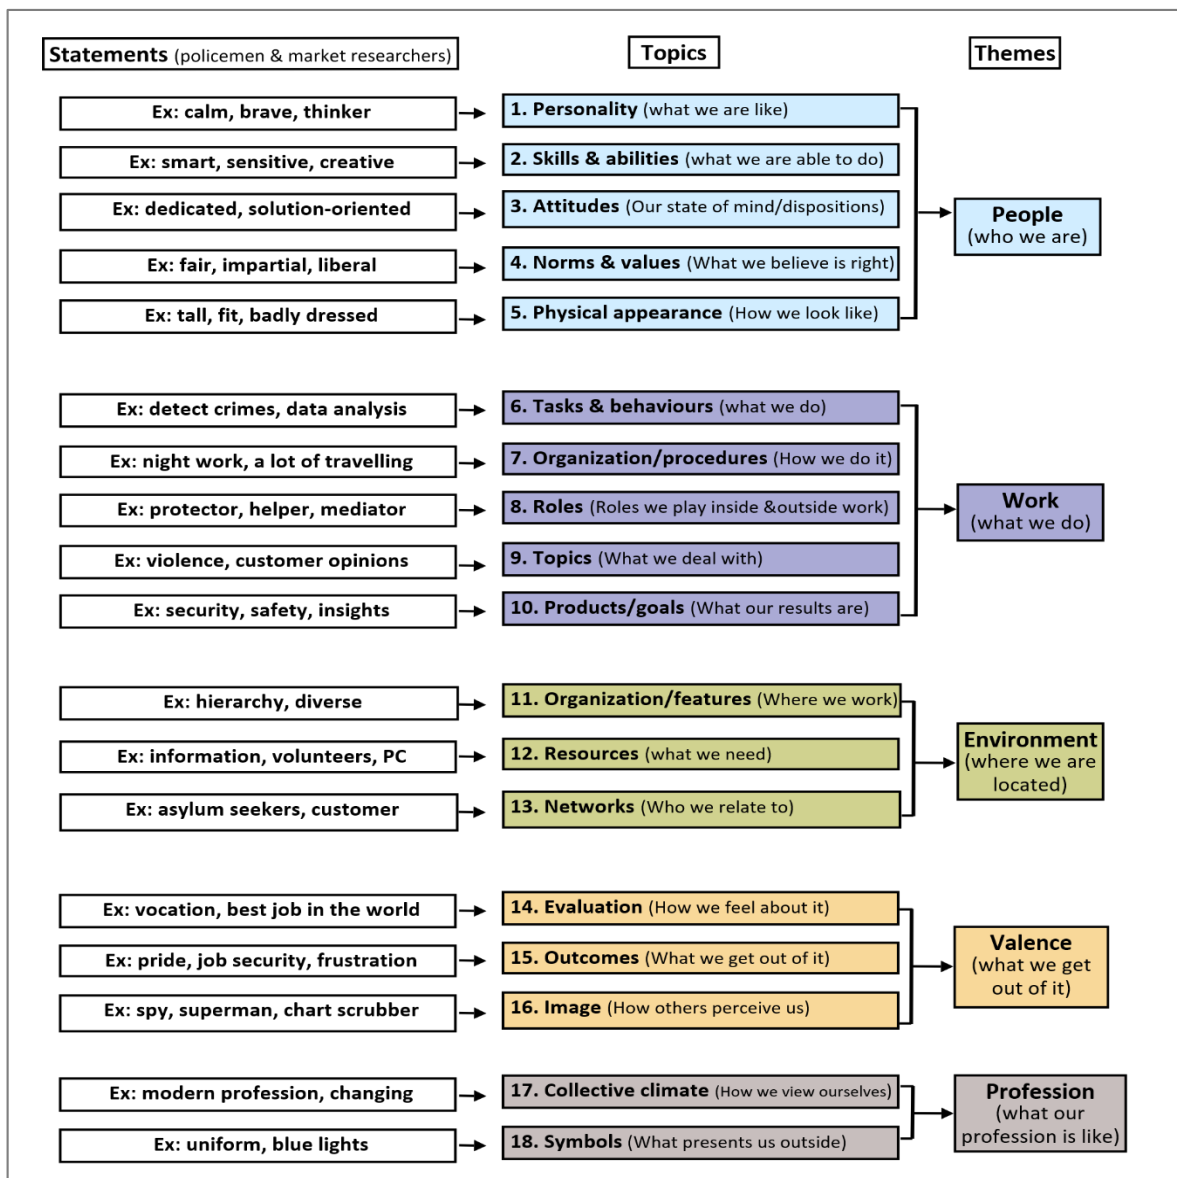 Statements (policemen & market researchers)
Topics
Themes
Ex: calm, brave, thinker
1. Personality (what we are like)
Ex: smart, sensitive, creative
2. Skills & abilities (what we are able to do)
Ex: dedicated, solution-oriented
3. Attitudes (Our state of mind/dispositions)
Ex: fair, impartial, liberal
4. Norms & values (What we believe is right)
Ex: tall, fit, badly dressed
5. Physical appearance (How we look like)
People
(who we are)
Ex: detect crimes, data analysis
6. Tasks & behaviours (what we do)
Ex: night work, a lot of travelling
7. Organization/procedures (How we do it)
Ex: protector, helper, mediator
8. Roles (Roles we play inside &outside work)
Ex: violence, customer opinions
9. Topics (What we deal with)
Ex: security, safety, insights
10. Products/goals (What our results are)
Work
(what we do)
Ex: hierarchy, diverse
11. Organization/features (Where we work)
Ex: information, volunteers, PC
12. Resources (what we need)
Ex: asylum seekers, customer
13. Networks (Who we relate to)
Environment
(where we are
located)
Ex: vocation, best job in the world
14. Evaluation (How we feel about it)
Ex: pride, job security, frustration
15. Outcomes (What we get out of it)
Ex: spy, superman, chart scrubber
16. Image (How others perceive us)
Valence
(what we get
out of it)
Ex: modern profession, changing
17. Collective climate (How we view ourselves)
Ex: uniform, blue lights
18. Symbols (What presents us outside)
Profession
(what our
profession is like)